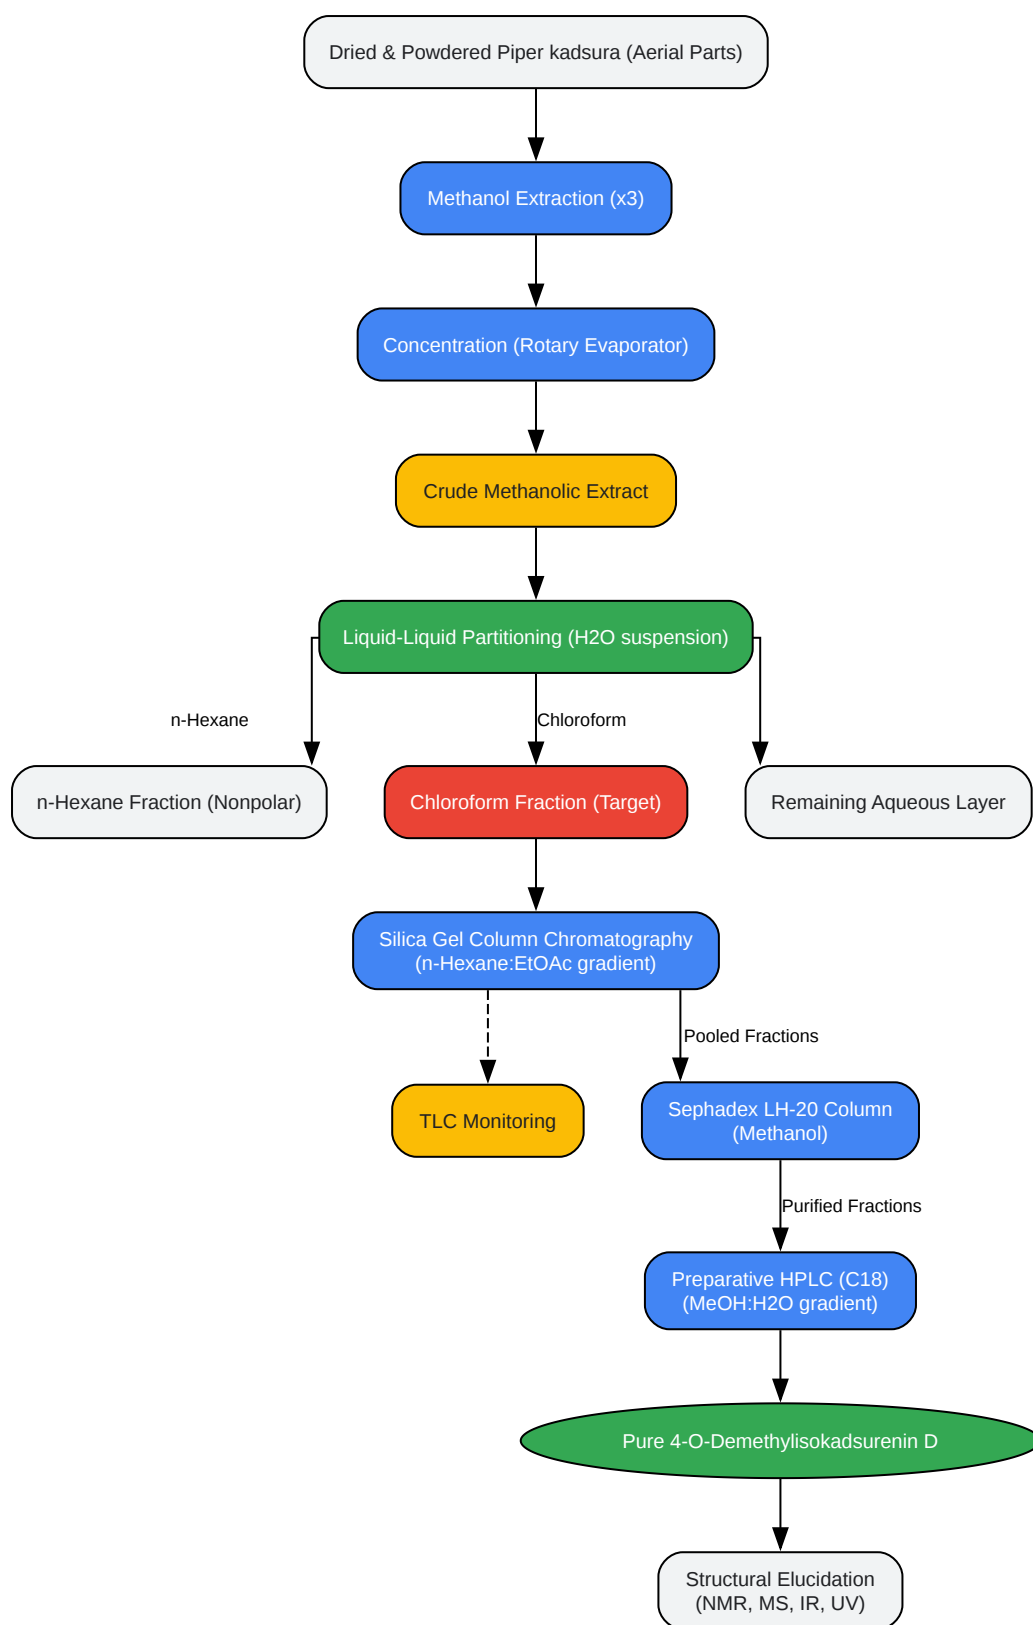 Dried & Powdered Piper kadsura (Aerial Parts)
Methanol Extraction (x3)
Concentration (Rotary Evaporator)
Crude Methanolic Extract
Liquid-Liquid Partitioning (H2O suspension)
n-Hexane
Chloroform
n-Hexane Fraction (Nonpolar)
Chloroform Fraction (Target)
Remaining Aqueous Layer
Silica Gel Column Chromatography
(n-Hexane:EtOAc gradient)
Pooled Fractions
TLC Monitoring
Sephadex LH-20 Column
(Methanol)
Purified Fractions
Preparative HPLC (C18)
(MeOH:H2O gradient)
Pure 4-O-Demethylisokadsurenin D
Structural Elucidation
(NMR, MS, IR, UV)